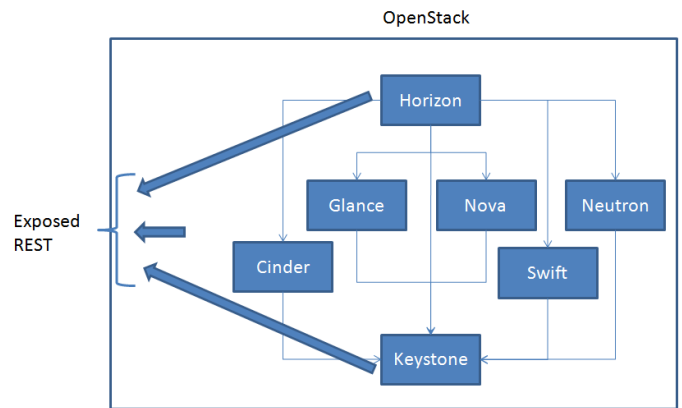 OpenStack
Horizon
Glance
Nova
Neutron
Exposed
REST
Cinder
Swift
Keystone